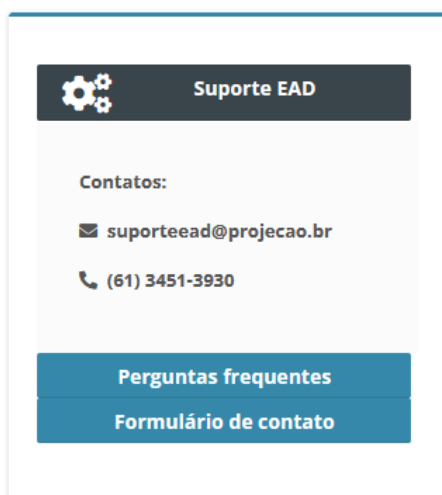 Suporte EAD
Contatos:
suporteead@projecao.br
(61) 3451-3930
Perguntas frequentes
Formulário de contato